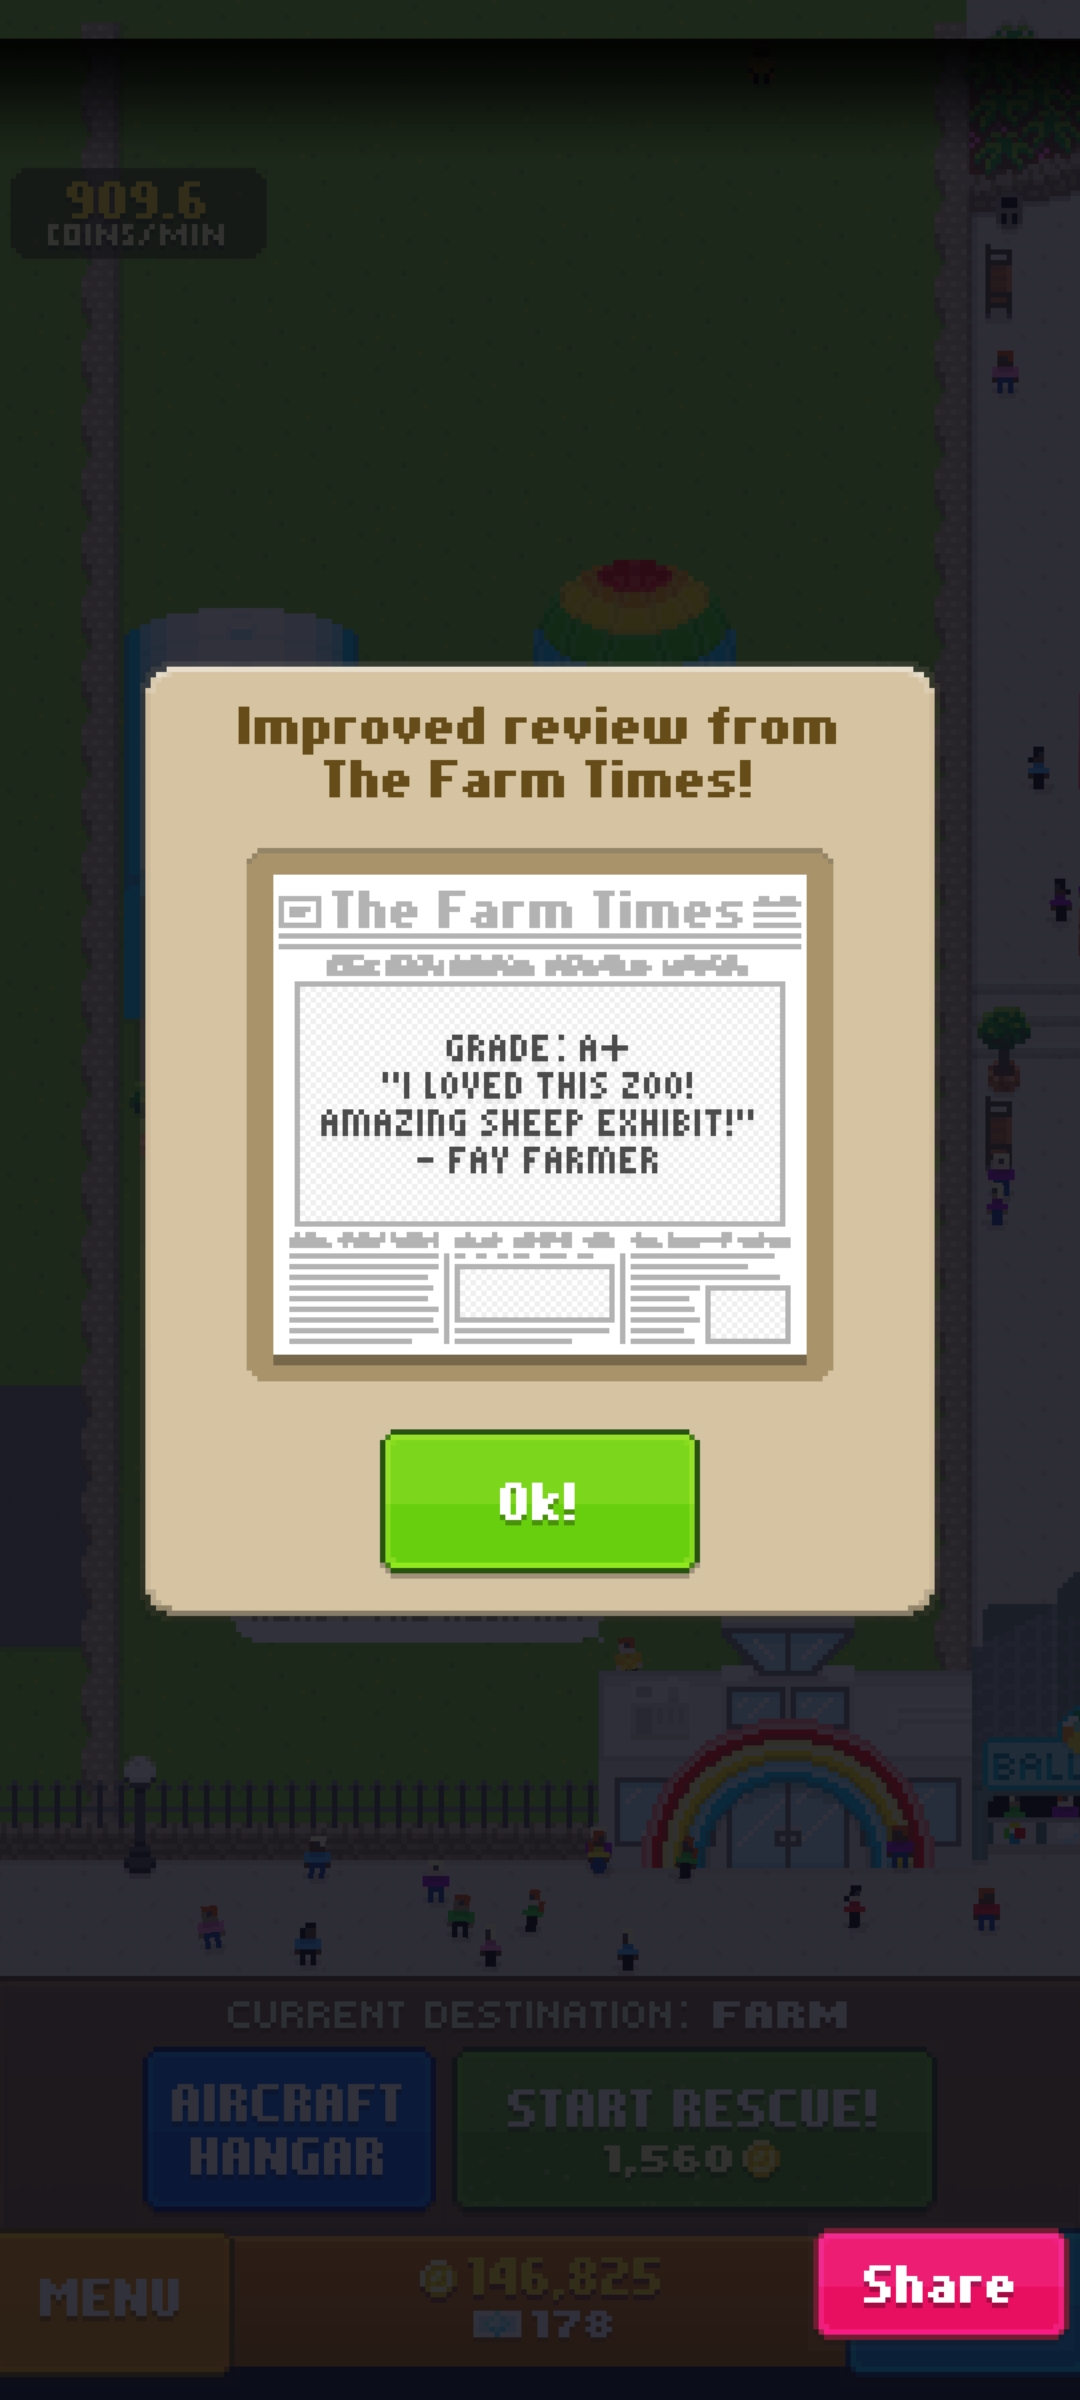 909.6
COINS/MIN
Improved review from
The Farm Times!
The Farm Times
GRADE: A+
"I LOVED THIS ZOO!
AMAZING SHEEP EXHIBIT!"
- FAY FARMER
Ok!
BALL
CURRENT DESTINATION: FARM
AIRCRAFT
HANGAR
START RESCUE!
1,560
MENU
146,825
178
Share